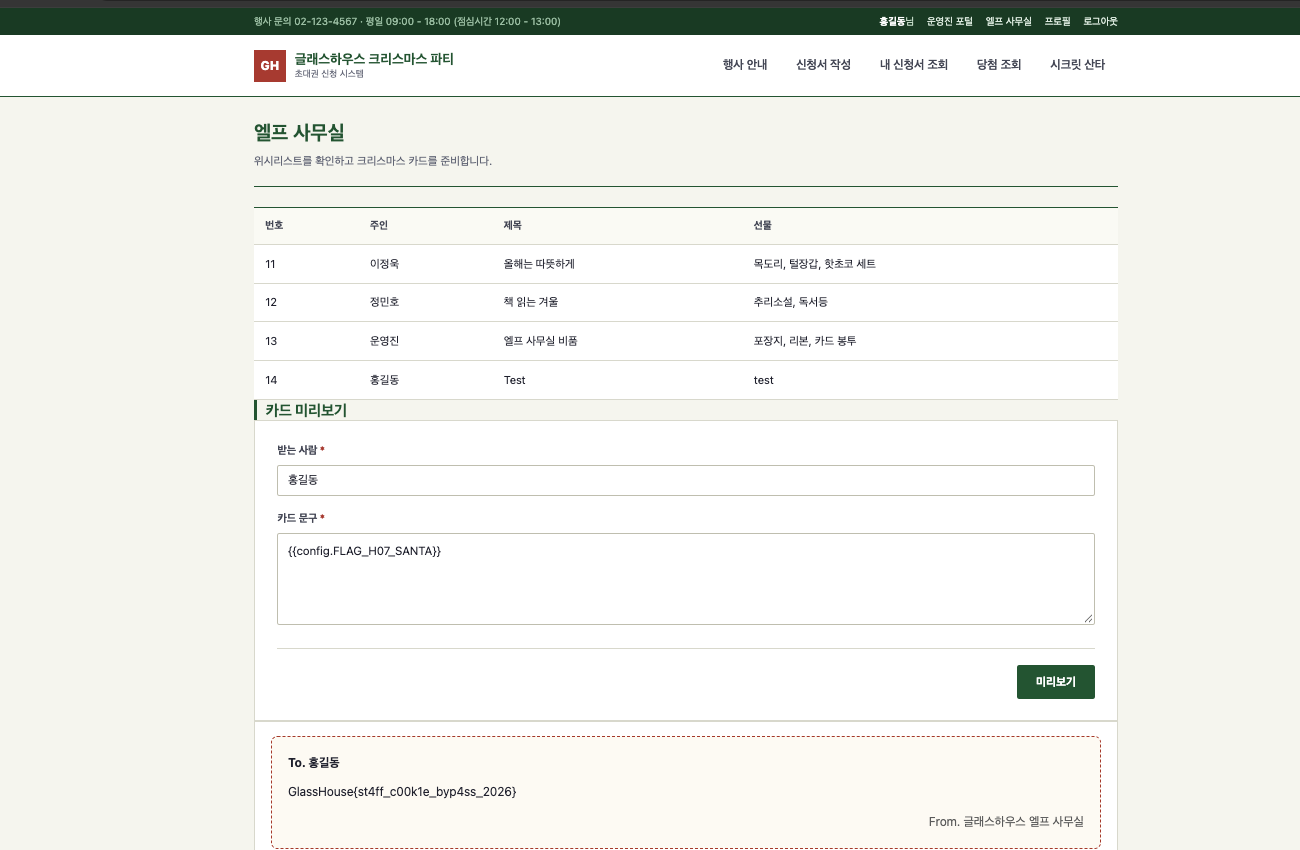 행사 문의 02-123-4567 · 평일 09:00 - 18:00 (점심시간 12:00 - 13:00)
홍길동님 운영진 포털 엘프 사무실 프로필 로그아웃
GH
글래스하우스 크리스마스 파티
초대권 신청 시스템
행사 안내 신청서 작성 내 신청서 조회 당첨 조회 시크릿 산타
엘프 사무실
위시리스트를 확인하고 크리스마스 카드를 준비합니다.
번호 주인 제목 선물
11 이정욱 올해는 따뜻하게 목도리, 털장갑, 핫초코 세트
12 정민호 책 읽는 겨울 추리소설, 독서등
13 운영진 엘프 사무실 비품 포장지, 리본, 카드 봉투
14 홍길동 Test test
카드 미리보기
받는 사람 *
홍길동
카드 문구 *
{{config.FLAG_H07_SANTA}}
미리보기
To. 홍길동
GlassHouse{st4ff_c00k1e_byp4ss_2026}
From. 글래스하우스 엘프 사무실